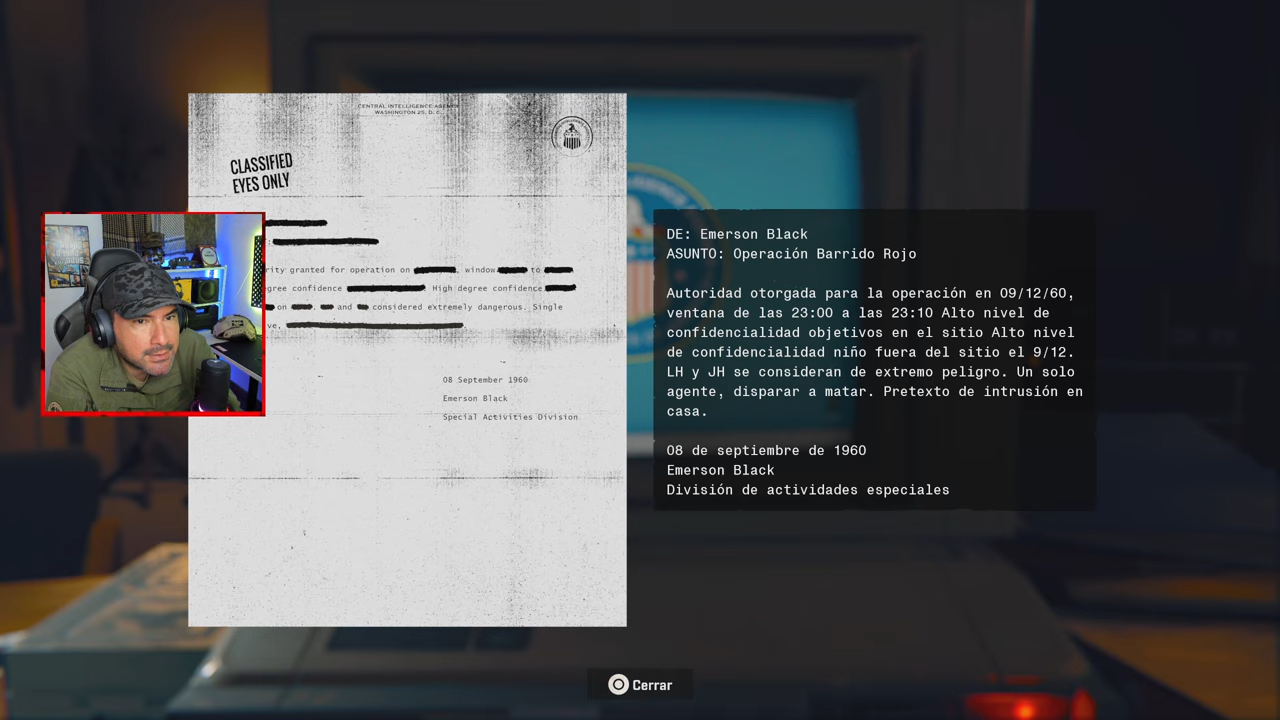 CENTRAL INTELLIGENCE AGENCY
WASHINGTON 25, D. C.
CLASSIFIED
EYES ONLY
rity granted for operation on , window to
gree confidence . High degree confidence
on , and considered extremely dangerous. Single
ve,
08 September 1960
Emerson Black
Special Activities Division
DE: Emerson Black
ASUNTO: Operación Barrido Rojo
Autoridad otorgada para la operación en 09/12/60,
ventana de las 23:00 a las 23:10 Alto nivel de
confidencialidad objetivos en el sitio Alto nivel
de confidencialidad niño fuera del sitio el 9/12.
LH y JH se consideran de extremo peligro. Un solo
agente, disparar a matar. Pretexto de intrusión en
casa.
08 de septiembre de 1960
Emerson Black
División de actividades especiales
Cerrar